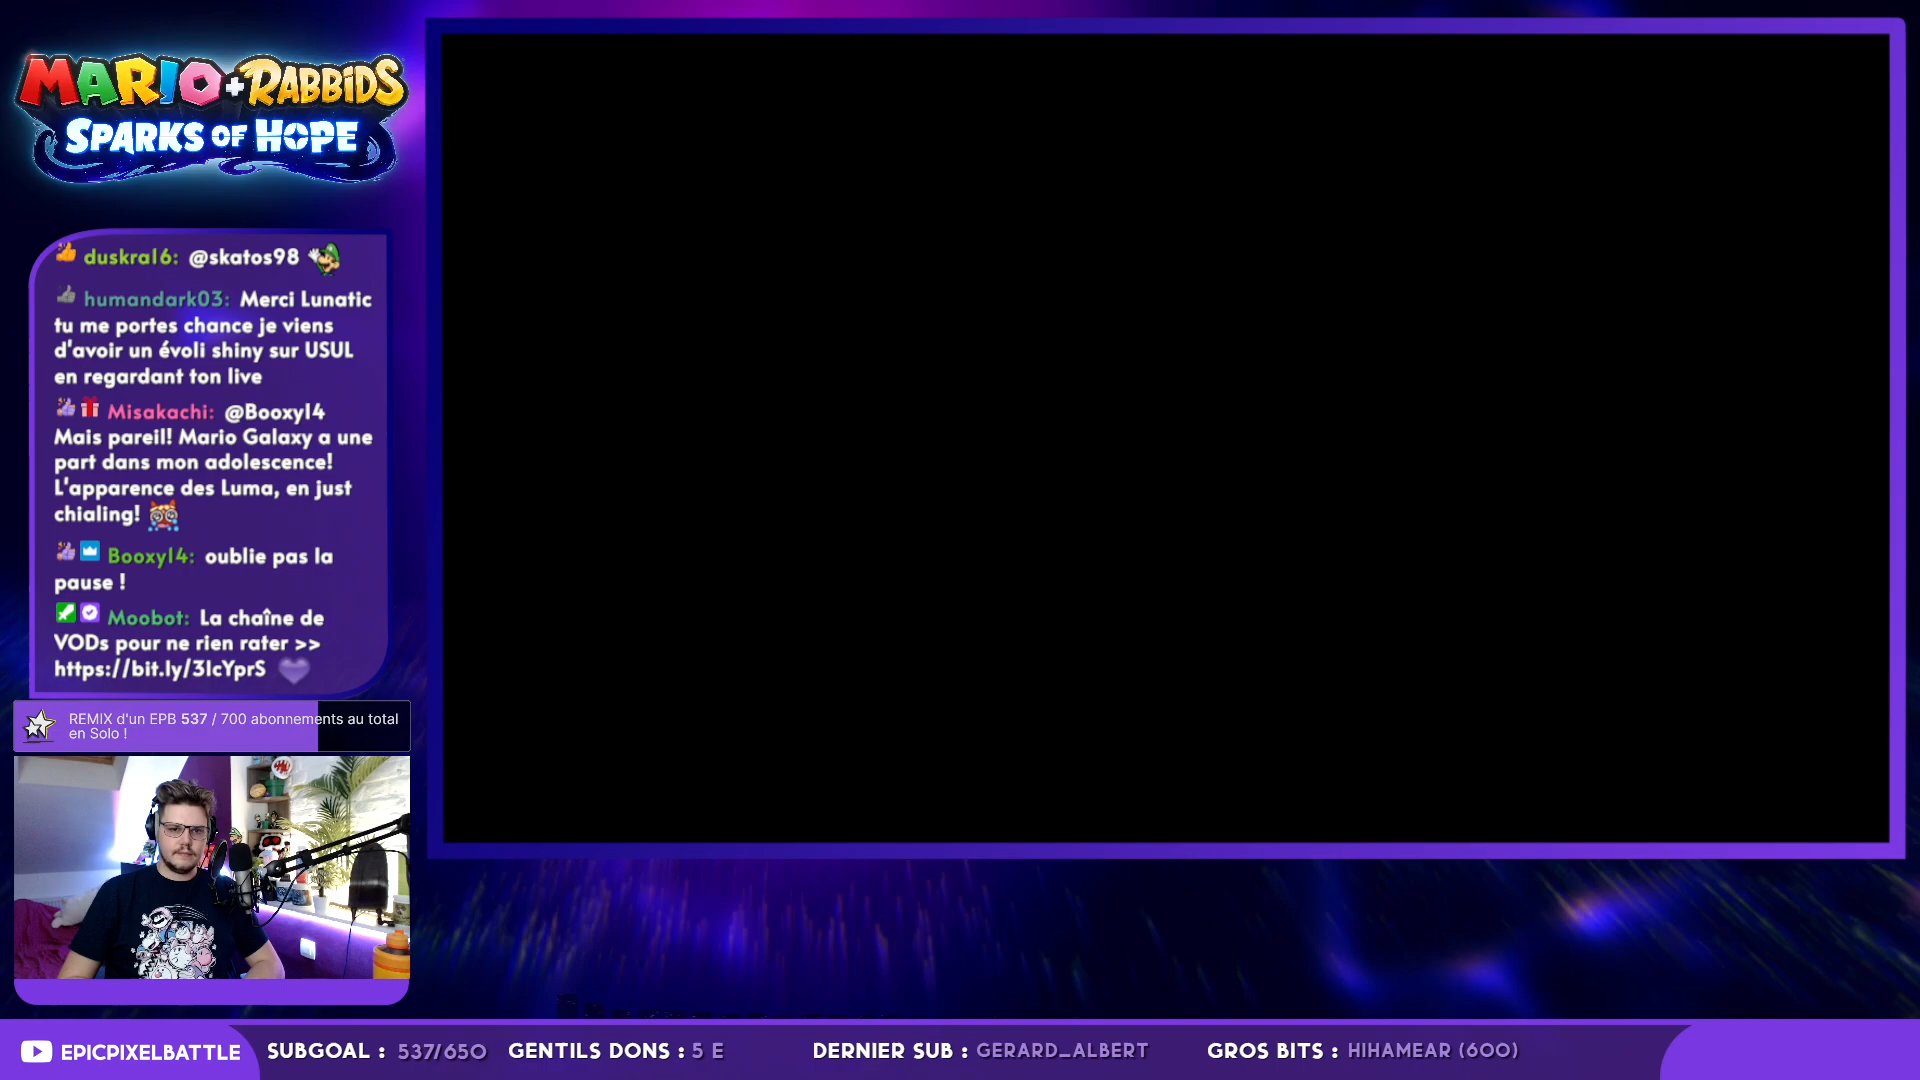 MARIO + RABBIDS
SPARKS OF HOPE
duskra16: @skatos98
humandark03: Merci Lunatic
tu me portes chance je viens
d'avoir un évoli shiny sur USUL
en regardant ton live
Misakachi: @Booxy14
Mais pareil! Mario Galaxy a une
part dans mon adolescence!
L'apparence des Luma, en just
chialing!
Booxy14: oublie pas la
pause !
Moobot: La chaîne de
VODs pour ne rien rater >>
https://bit.ly/3IcYprS
REMIX d'un EPB 537 / 700 abonnements au total
en Solo !
EPICPIXELBATTLE
SUBGOAL : 537/650
GENTILS DONS : 5 E
DERNIER SUB : GERARD_ALBERT
GROS BITS : HIHAMEAR (600)